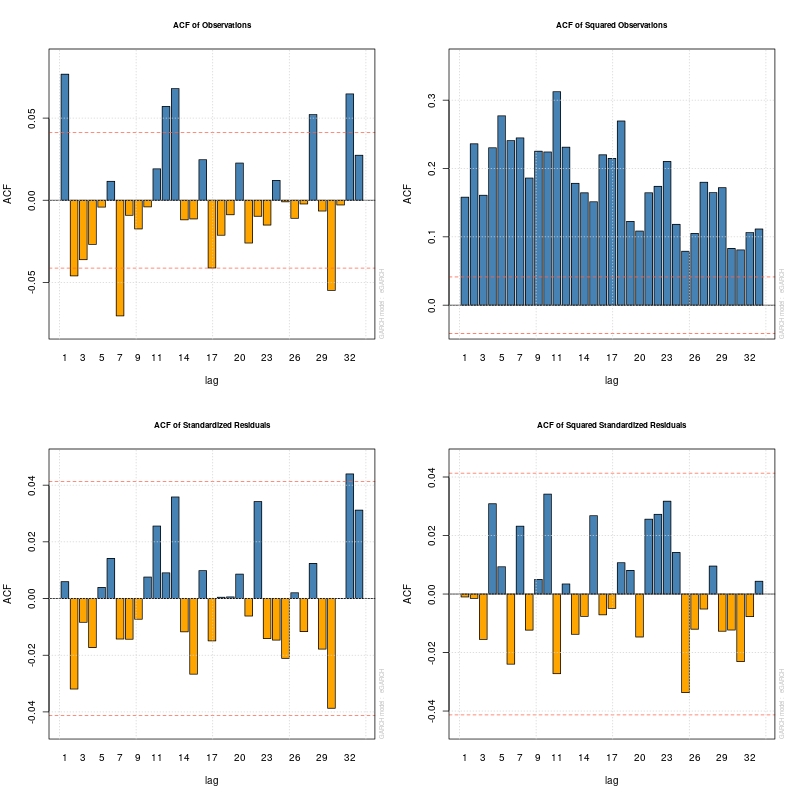 ACF of Observations
ACF
0.05
0.00
-0.05
1 3 5 7 9 11 14 17 20 23 26 29 32
lag
GARCH model : eGARCH
ACF of Squared Observations
ACF
0.3
0.2
0.1
0.0
1 3 5 7 9 11 14 17 20 23 26 29 32
lag
GARCH model : eGARCH
ACF of Standardized Residuals
ACF
0.04
0.02
0.00
-0.02
-0.04
1 3 5 7 9 11 14 17 20 23 26 29 32
lag
GARCH model : eGARCH
ACF of Squared Standardized Residuals
ACF
0.04
0.02
0.00
-0.02
-0.04
1 3 5 7 9 11 14 17 20 23 26 29 32
lag
GARCH model : eGARCH